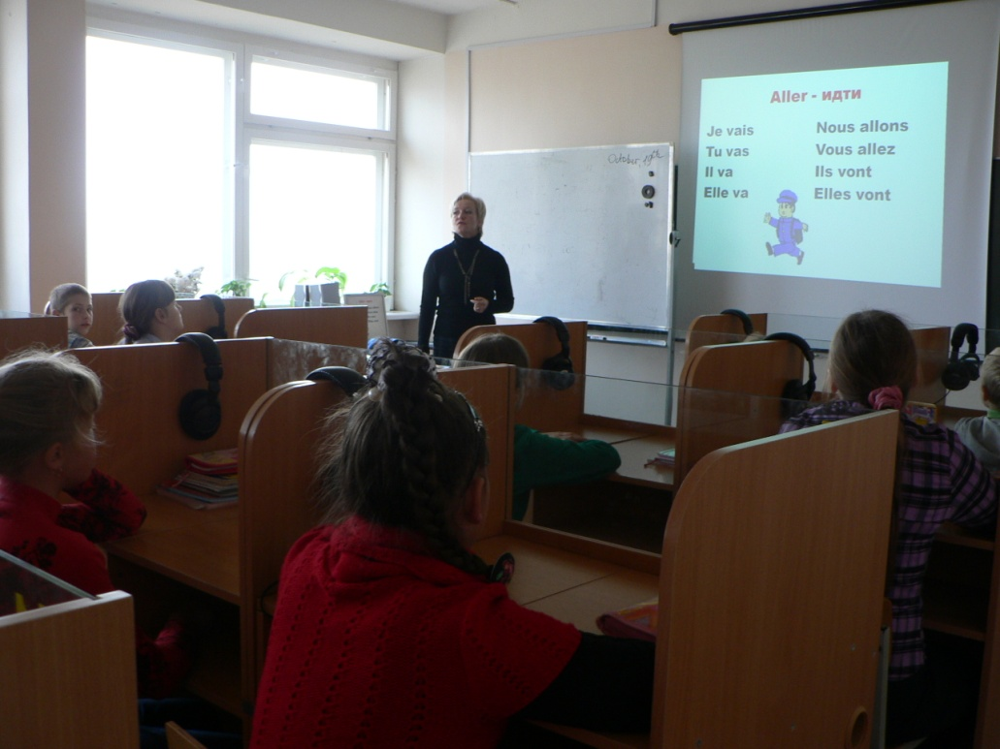 October, 19th
Aller - идти
Je vais
Tu vas
Il va
Elle va
Nous allons
Vous allez
Ils vont
Elles vont